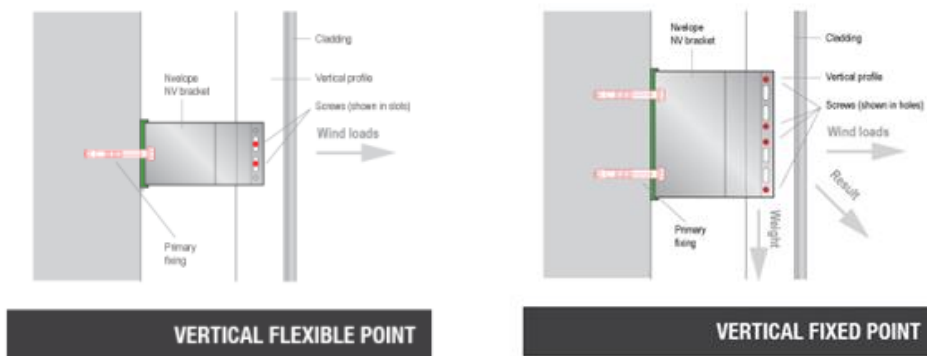 Cladding
Nvelope
NV bracket
Vertical profile
Screws (shown in slots)
Wind loads
Primary
fixing
VERTICAL FLEXIBLE POINT
Nvelope
NV bracket
Cladding
Vertical profile
Screws (shown in holes)
Wind loads
Result
Weight
Primary
fixing
VERTICAL FIXED POINT